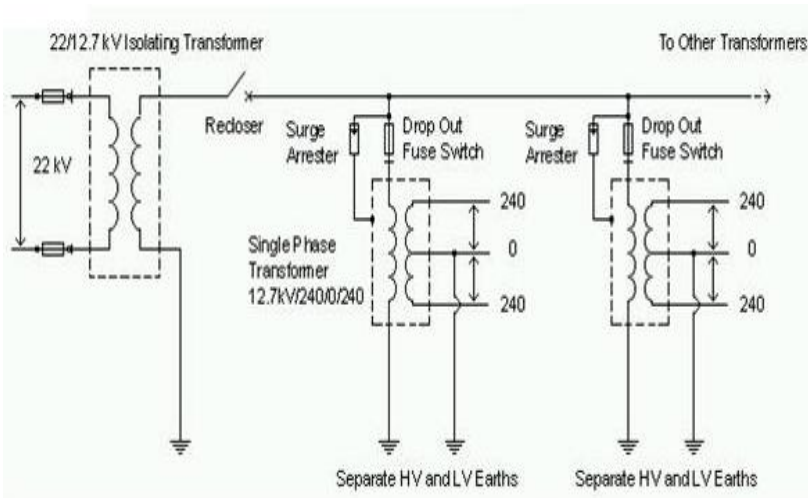 22/12.7 kV Isolating Transformer
To Other Transformers
Recloser
Surge
Arrester
Drop Out
Fuse Switch
Surge
Arrester
Drop Out
Fuse Switch
22 kV
240
240
Single Phase
Transformer
12.7kV/240/0/240
0
0
240
240
Separate HV and LV Earths
Separate HV and LV Earths